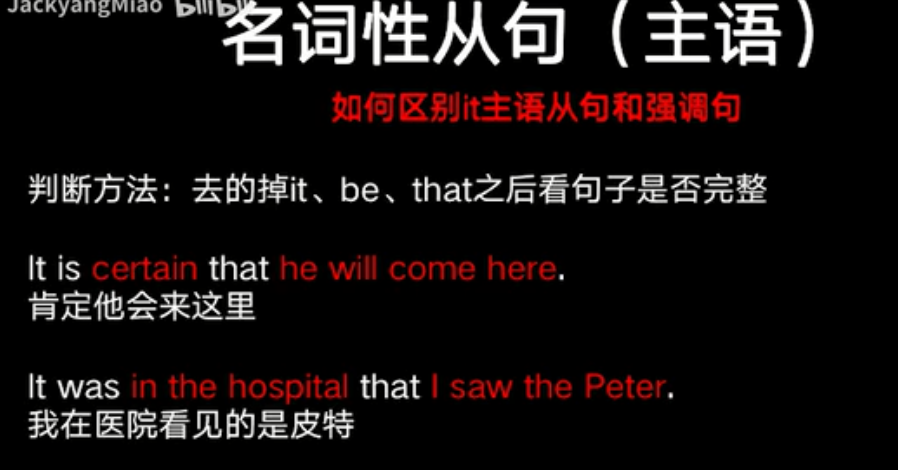 JackyangMiao bilibili
名词性从句（主语）
如何区别it主语从句和强调句
判断方法：去的掉it、be、that之后看句子是否完整
It is certain that he will come here.
肯定他会来这里
It was in the hospital that I saw the Peter.
我在医院看见的是皮特